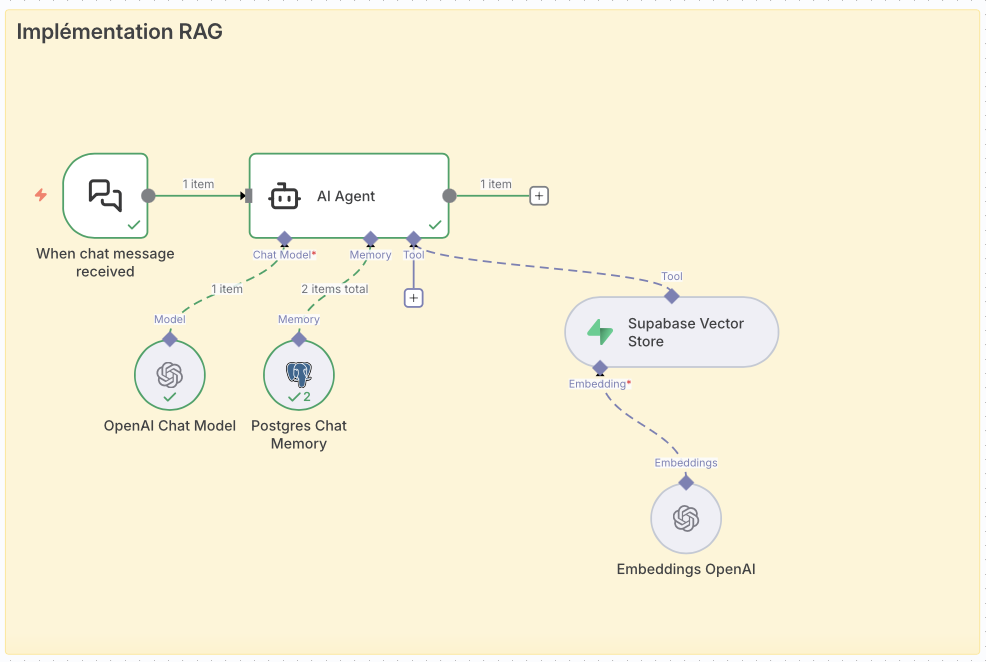 Implémentation RAG
1 item
AI Agent
1 item
When chat message
received
Chat Model*
Memory
Tool
1 item
2 items total
Tool
Model
Memory
Supabase Vector
Store
2
Embedding*
OpenAI Chat Model
Postgres Chat
Memory
Embeddings
Embeddings OpenAI